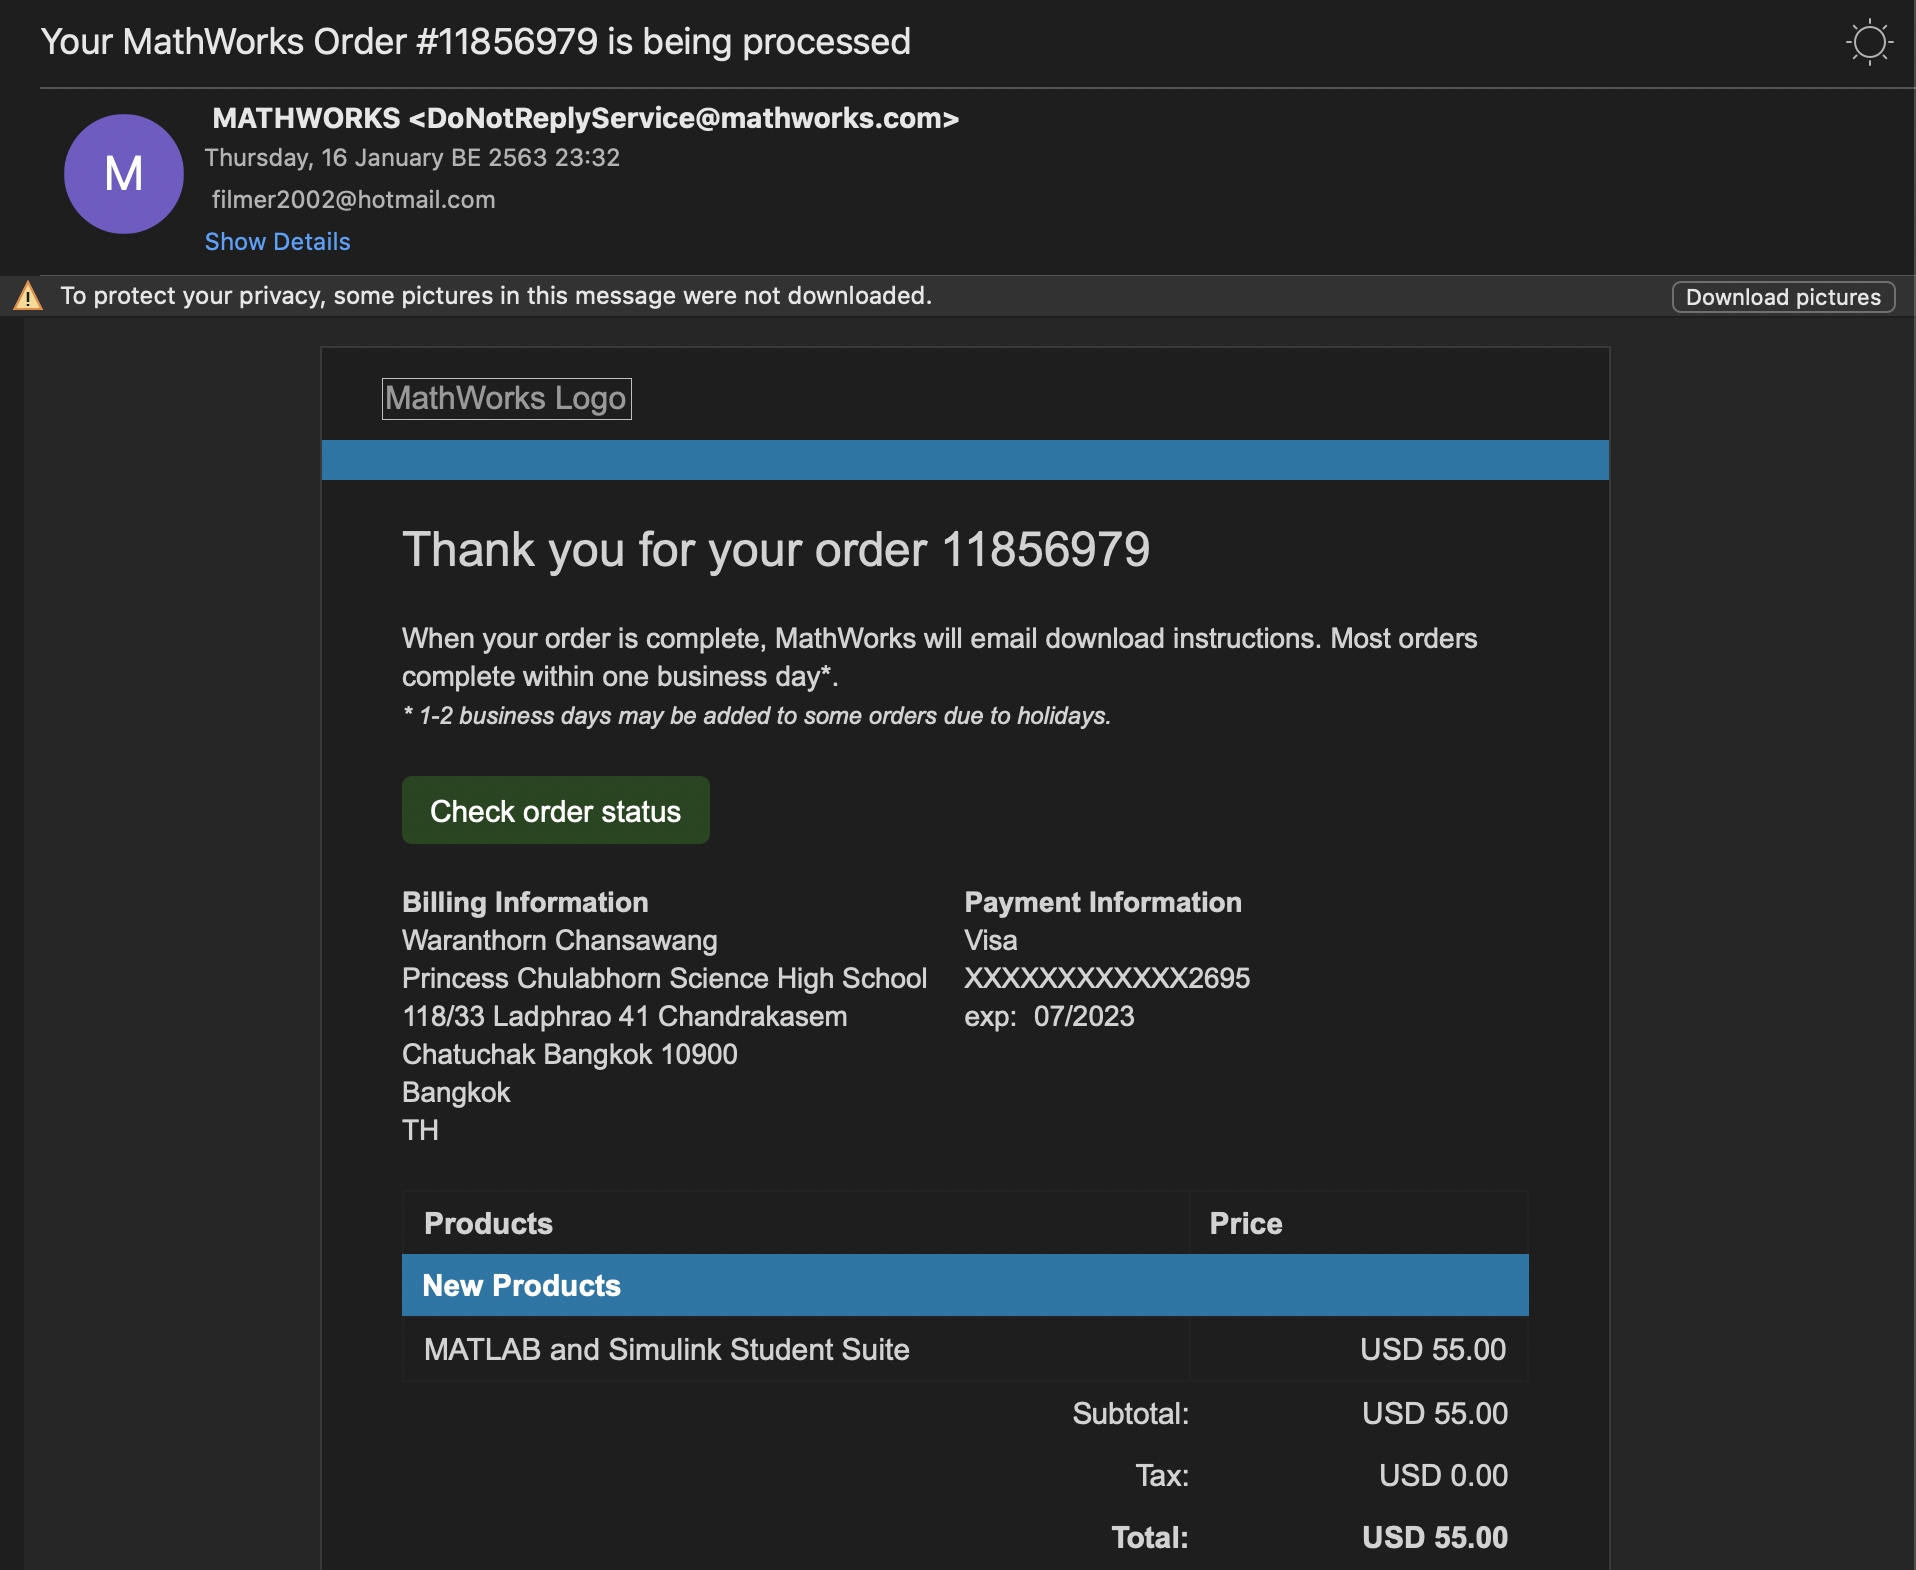 Your MathWorks Order #11856979 is being processed
MATHWORKS <DoNotReplyService@mathworks.com>
M
Thursday, 16 January BE 2563 23:32
filmer2002@hotmail.com
Show Details
To protect your privacy, some pictures in this message were not downloaded.
Download pictures
MathWorks Logo
Thank you for your order 11856979
When your order is complete, MathWorks will email download instructions. Most orders
complete within one business day*.
* 1-2 business days may be added to some orders due to holidays.
Check order status
Billing Information
Waranthorn Chansawang
Princess Chulabhorn Science High School
118/33 Ladphrao 41 Chandrakasem
Chatuchak Bangkok 10900
Bangkok
TH
Payment Information
Visa
XXXXXXXXXXXX2695
exp: 07/2023
Products Price
New Products
MATLAB and Simulink Student Suite USD 55.00
Subtotal: USD 55.00
Tax: USD 0.00
Total: USD 55.00